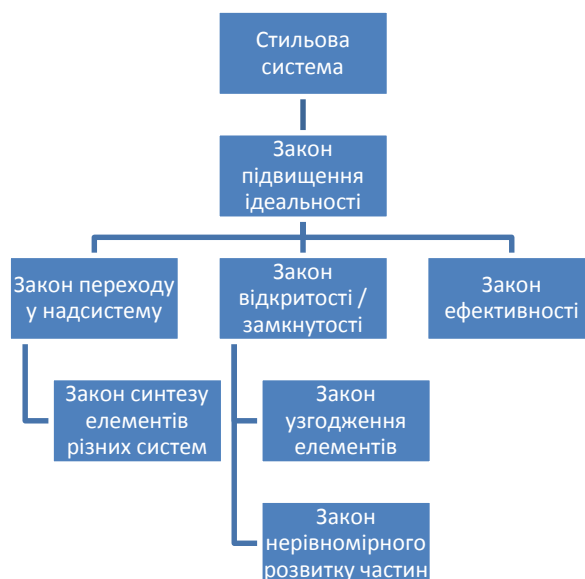 Стильова
система
Закон
підвищення
ідеальності
Закон переходу
у надсистему
Закон
відкритості /
замкнутості
Закон
ефективності
Закон синтезу
елементів
різних систем
Закон
узгодження
елементів
Закон
нерівномірного
розвитку частин